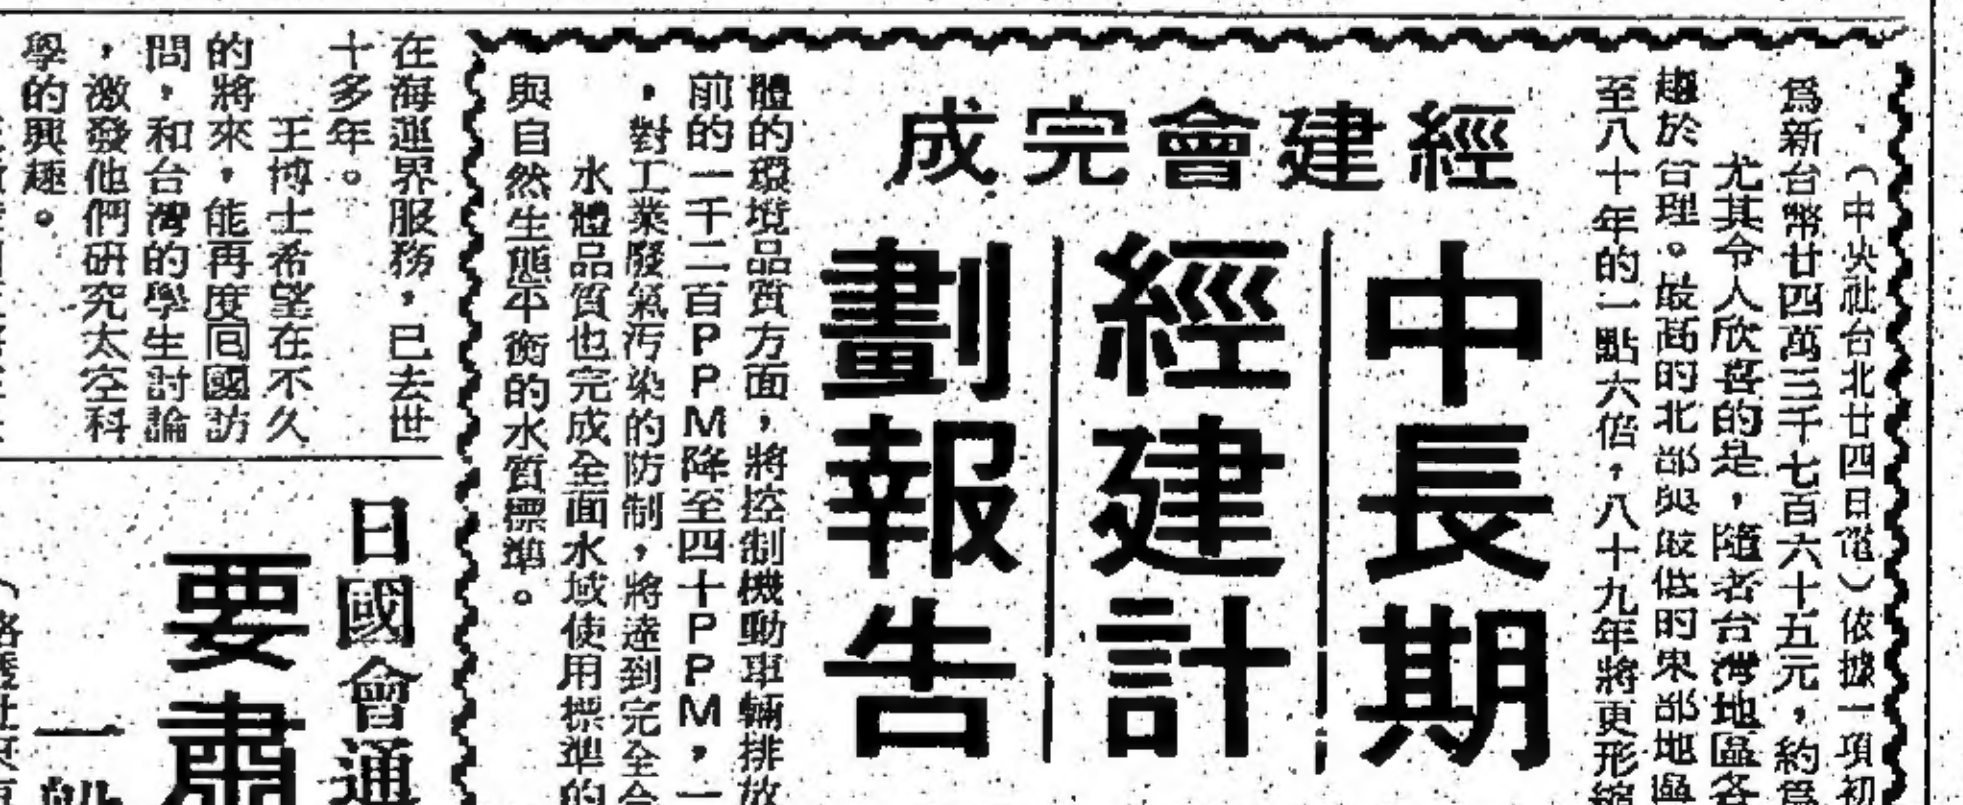 (中央社台北廿四日電)依據一項初
為新台幣廿四萬三千七百六十五元,約為
尤其令人欣喜的是,隨者台灣地區各
趨於合理。最高的北部與最低的東部地區
至八十年的一點六倍,八十九年將更形縮
經建會完成
中長期
經建計
劃報告
體的環境品質方面,將控制機動車輛排放
前的一千二百PPM降至四十PPM,一
,對工業廢氣污染的防制,將達到完全合
水體品質也完成全面水域使用標準的
與自然生態平衡的水質標準。
在海運界服務,已去世
十多年。
王博士希望在不久
的將來,能再度回國訪
問,和台灣的學生討論
,激發他們研究太空科
學的興趣。
日國會通
要肅
一